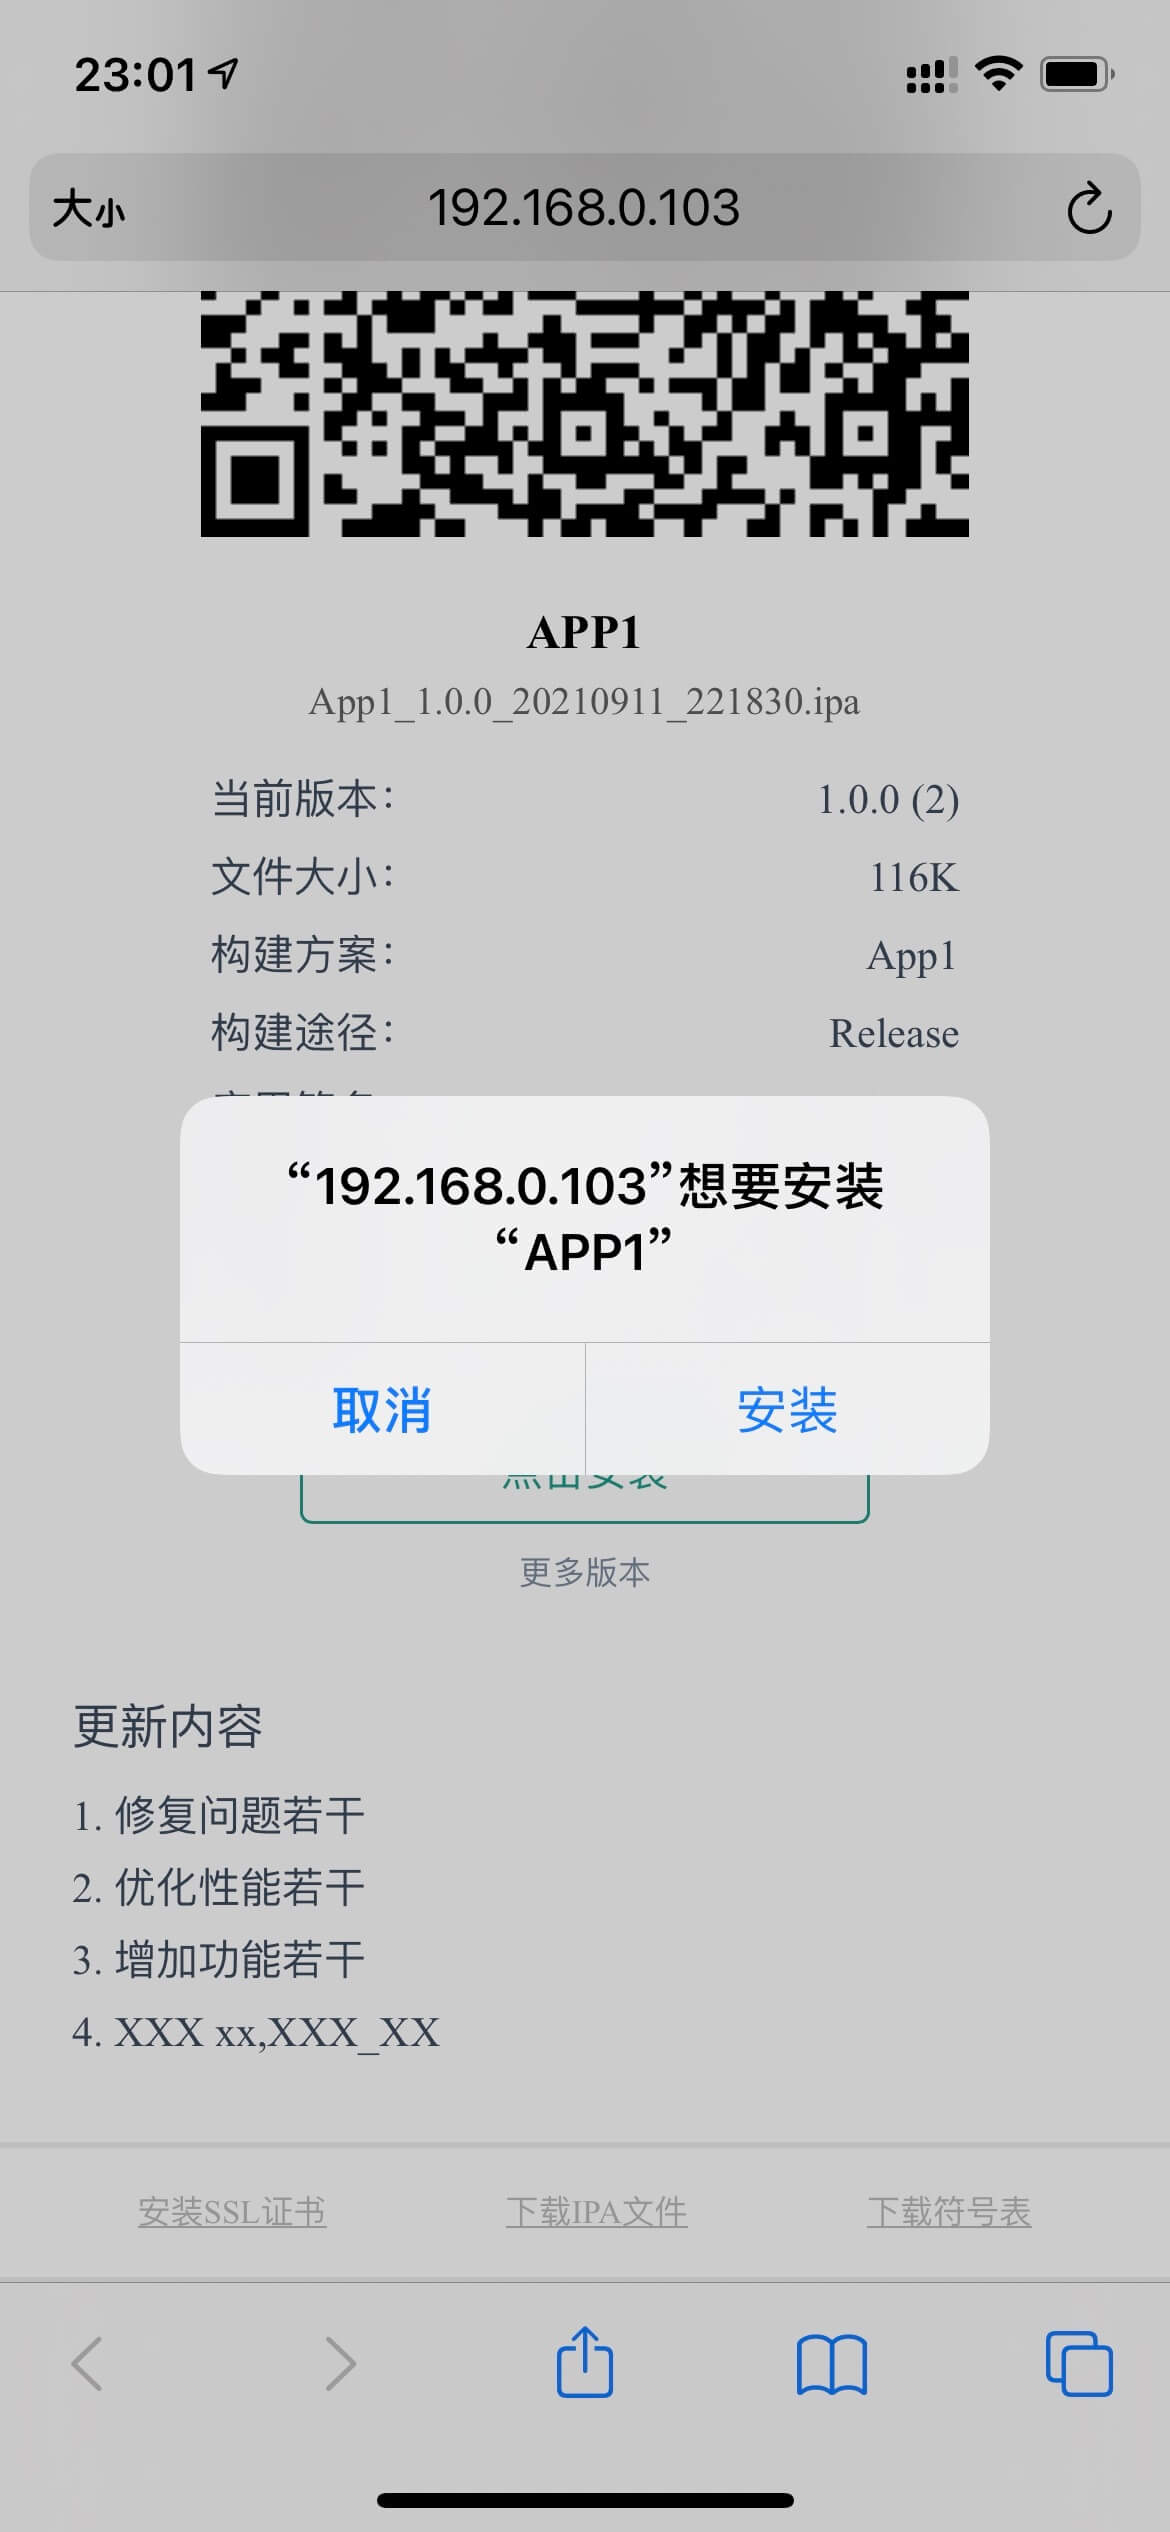 23:01
大小
192.168.0.103
APP1
App1_1.0.0_20210911_221830.ipa
当前版本： 1.0.0 (2)
文件大小： 116K
构建方案： App1
构建途径： Release
“192.168.0.103”想要安装
“APP1”
取消 安装
点击安装
更多版本
更新内容
1. 修复问题若干
2. 优化性能若干
3. 增加功能若干
4. XXX xx,XXX_XX
安装SSL证书 下载IPA文件 下载符号表